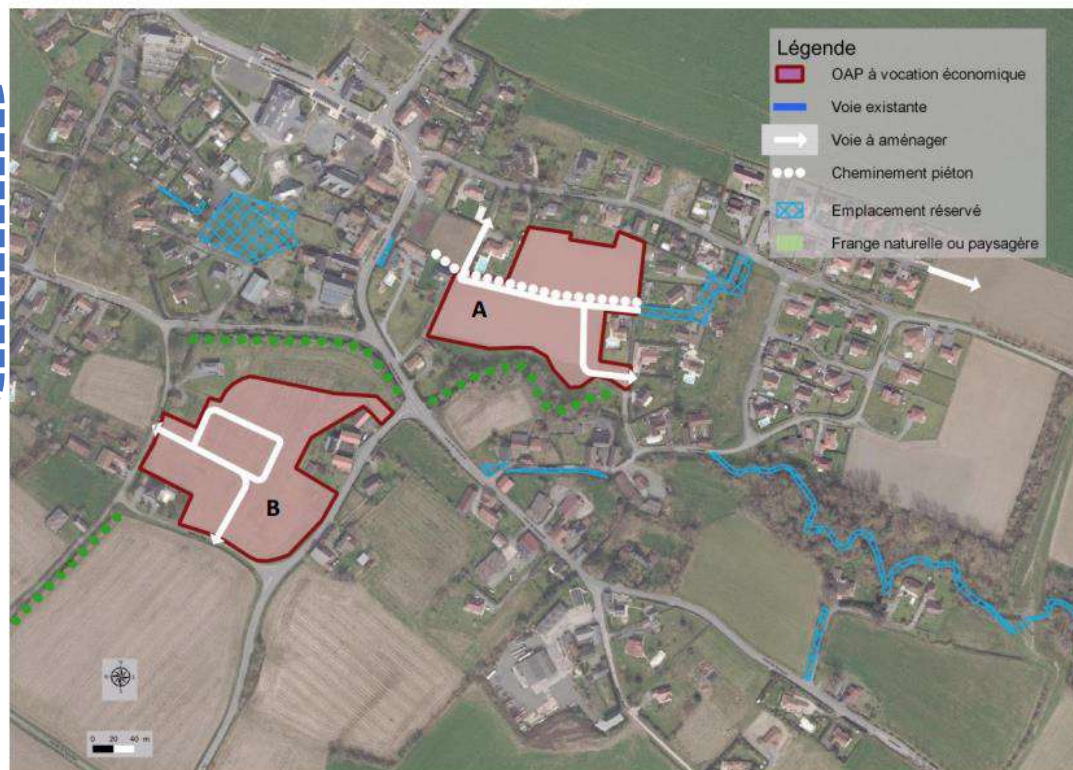 Légende
OAP à vocation économique
Voie existante
Voie à aménager
Cheminement piéton
Emplacement réservé
Frange naturelle ou paysagère
A
B
0 20 40 m